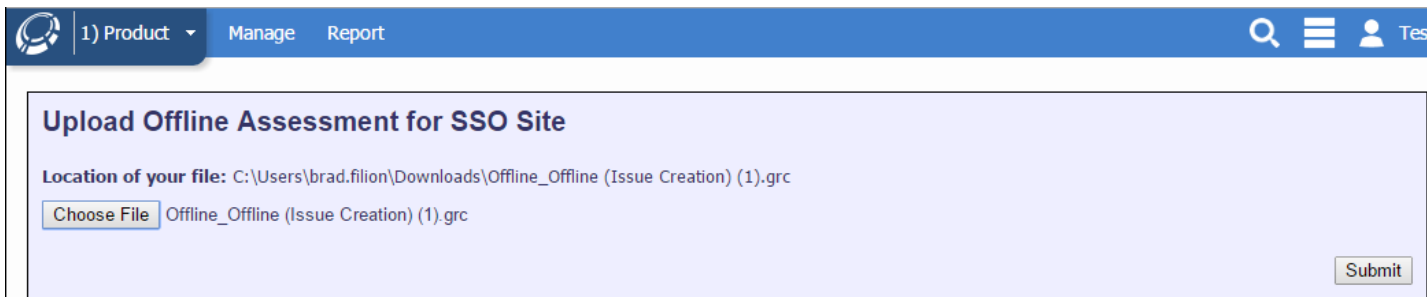 1) Product Manage Report Tes
Upload Offline Assessment for SSO Site
Location of your file: C:\Users\brad.filion\Downloads\Offline_Offline (Issue Creation) (1).grc
Choose File Offline_Offline (Issue Creation) (1).grc
Submit